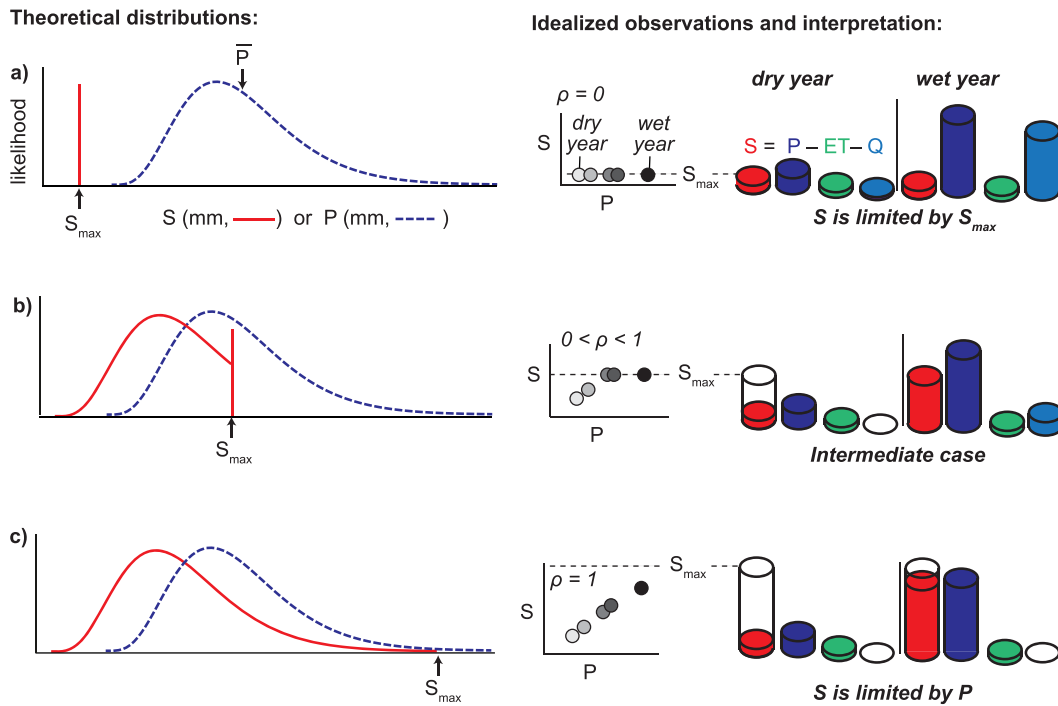 Theoretical distributions:
Idealized observations and interpretation:
a)
likelihood
P̅
S_max
S (mm, ) or P (mm, )
ρ = 0
dry year
wet year
S
P
S_max
dry year
wet year
S = P – ET – Q
S is limited by S_max
b)
S_max
0 < ρ < 1
S
P
S_max
Intermediate case
c)
S_max
ρ = 1
S
P
S_max
S is limited by P